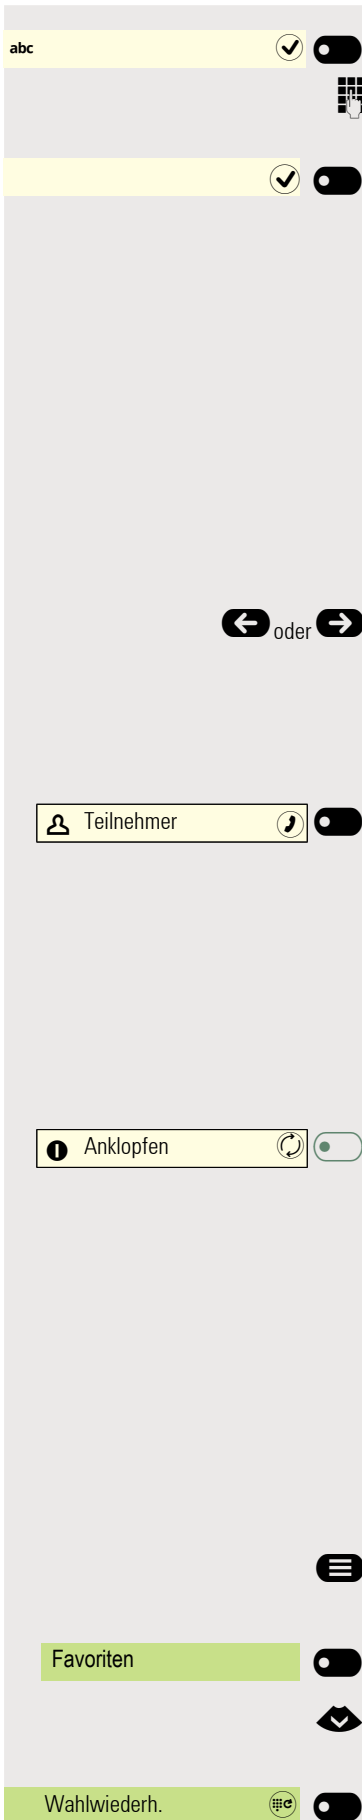 abc
oder
Teilnehmer
Anklopfen
Favoriten
Wahlwiederh.